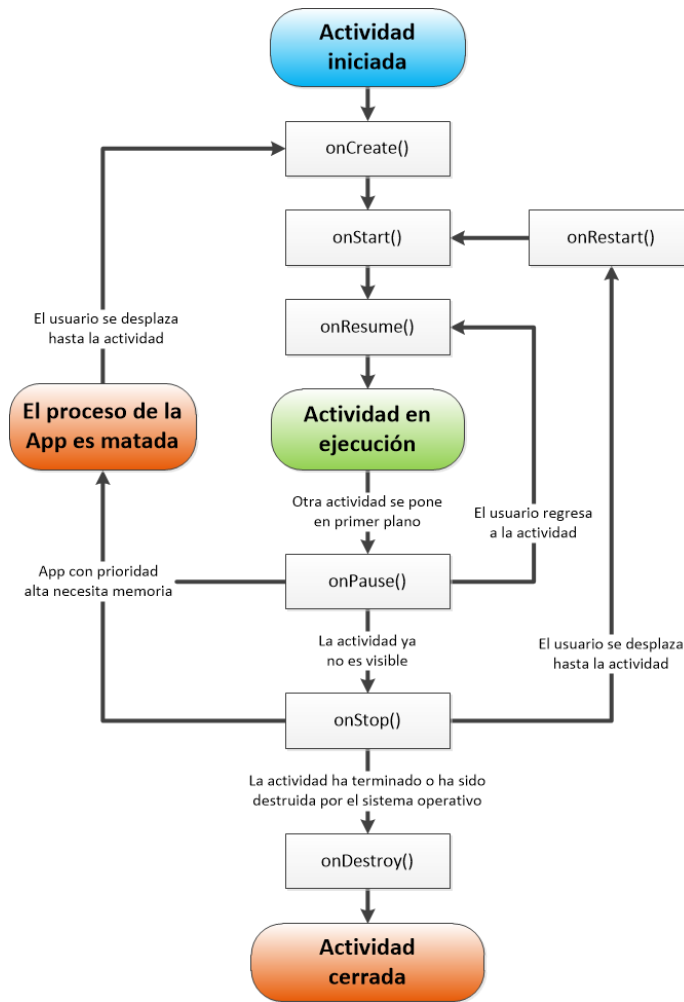 Actividad
iniciada
onCreate()
onStart()
onRestart()
onResume()
El usuario se desplaza
hasta la actividad
El proceso de la
App es matada
Actividad en
ejecución
Otra actividad se pone
en primer plano
El usuario regresa
a la actividad
App con prioridad
alta necesita memoria
onPause()
La actividad ya
no es visible
El usuario se desplaza
hasta la actividad
onStop()
La actividad ha terminado o ha sido
destruida por el sistema operativo
onDestroy()
Actividad
cerrada